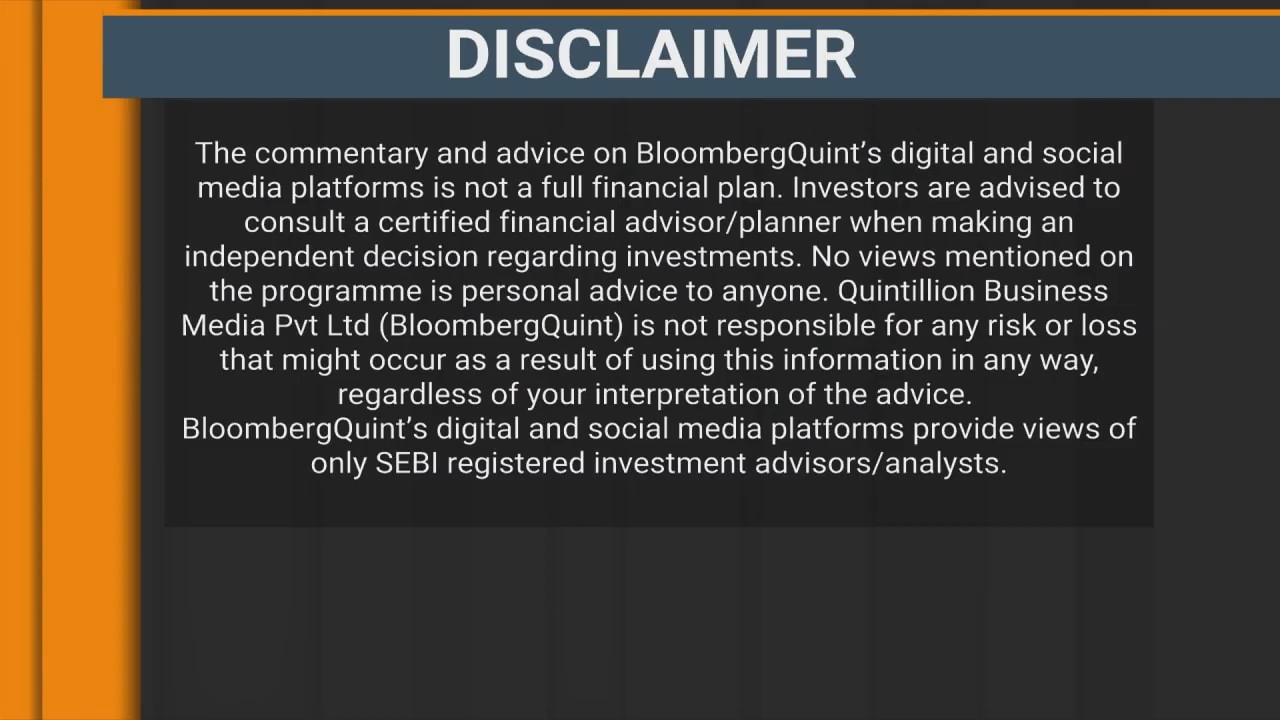 DISCLAIMER
The commentary and advice on BloombergQuint’s digital and social
media platforms is not a full financial plan. Investors are advised to
consult a certified financial advisor/planner when making an
independent decision regarding investments. No views mentioned on
the programme is personal advice to anyone. Quintillion Business
Media Pvt Ltd (BloombergQuint) is not responsible for any risk or loss
that might occur as a result of using this information in any way,
regardless of your interpretation of the advice.
BloombergQuint’s digital and social media platforms provide views of
only SEBI registered investment advisors/analysts.